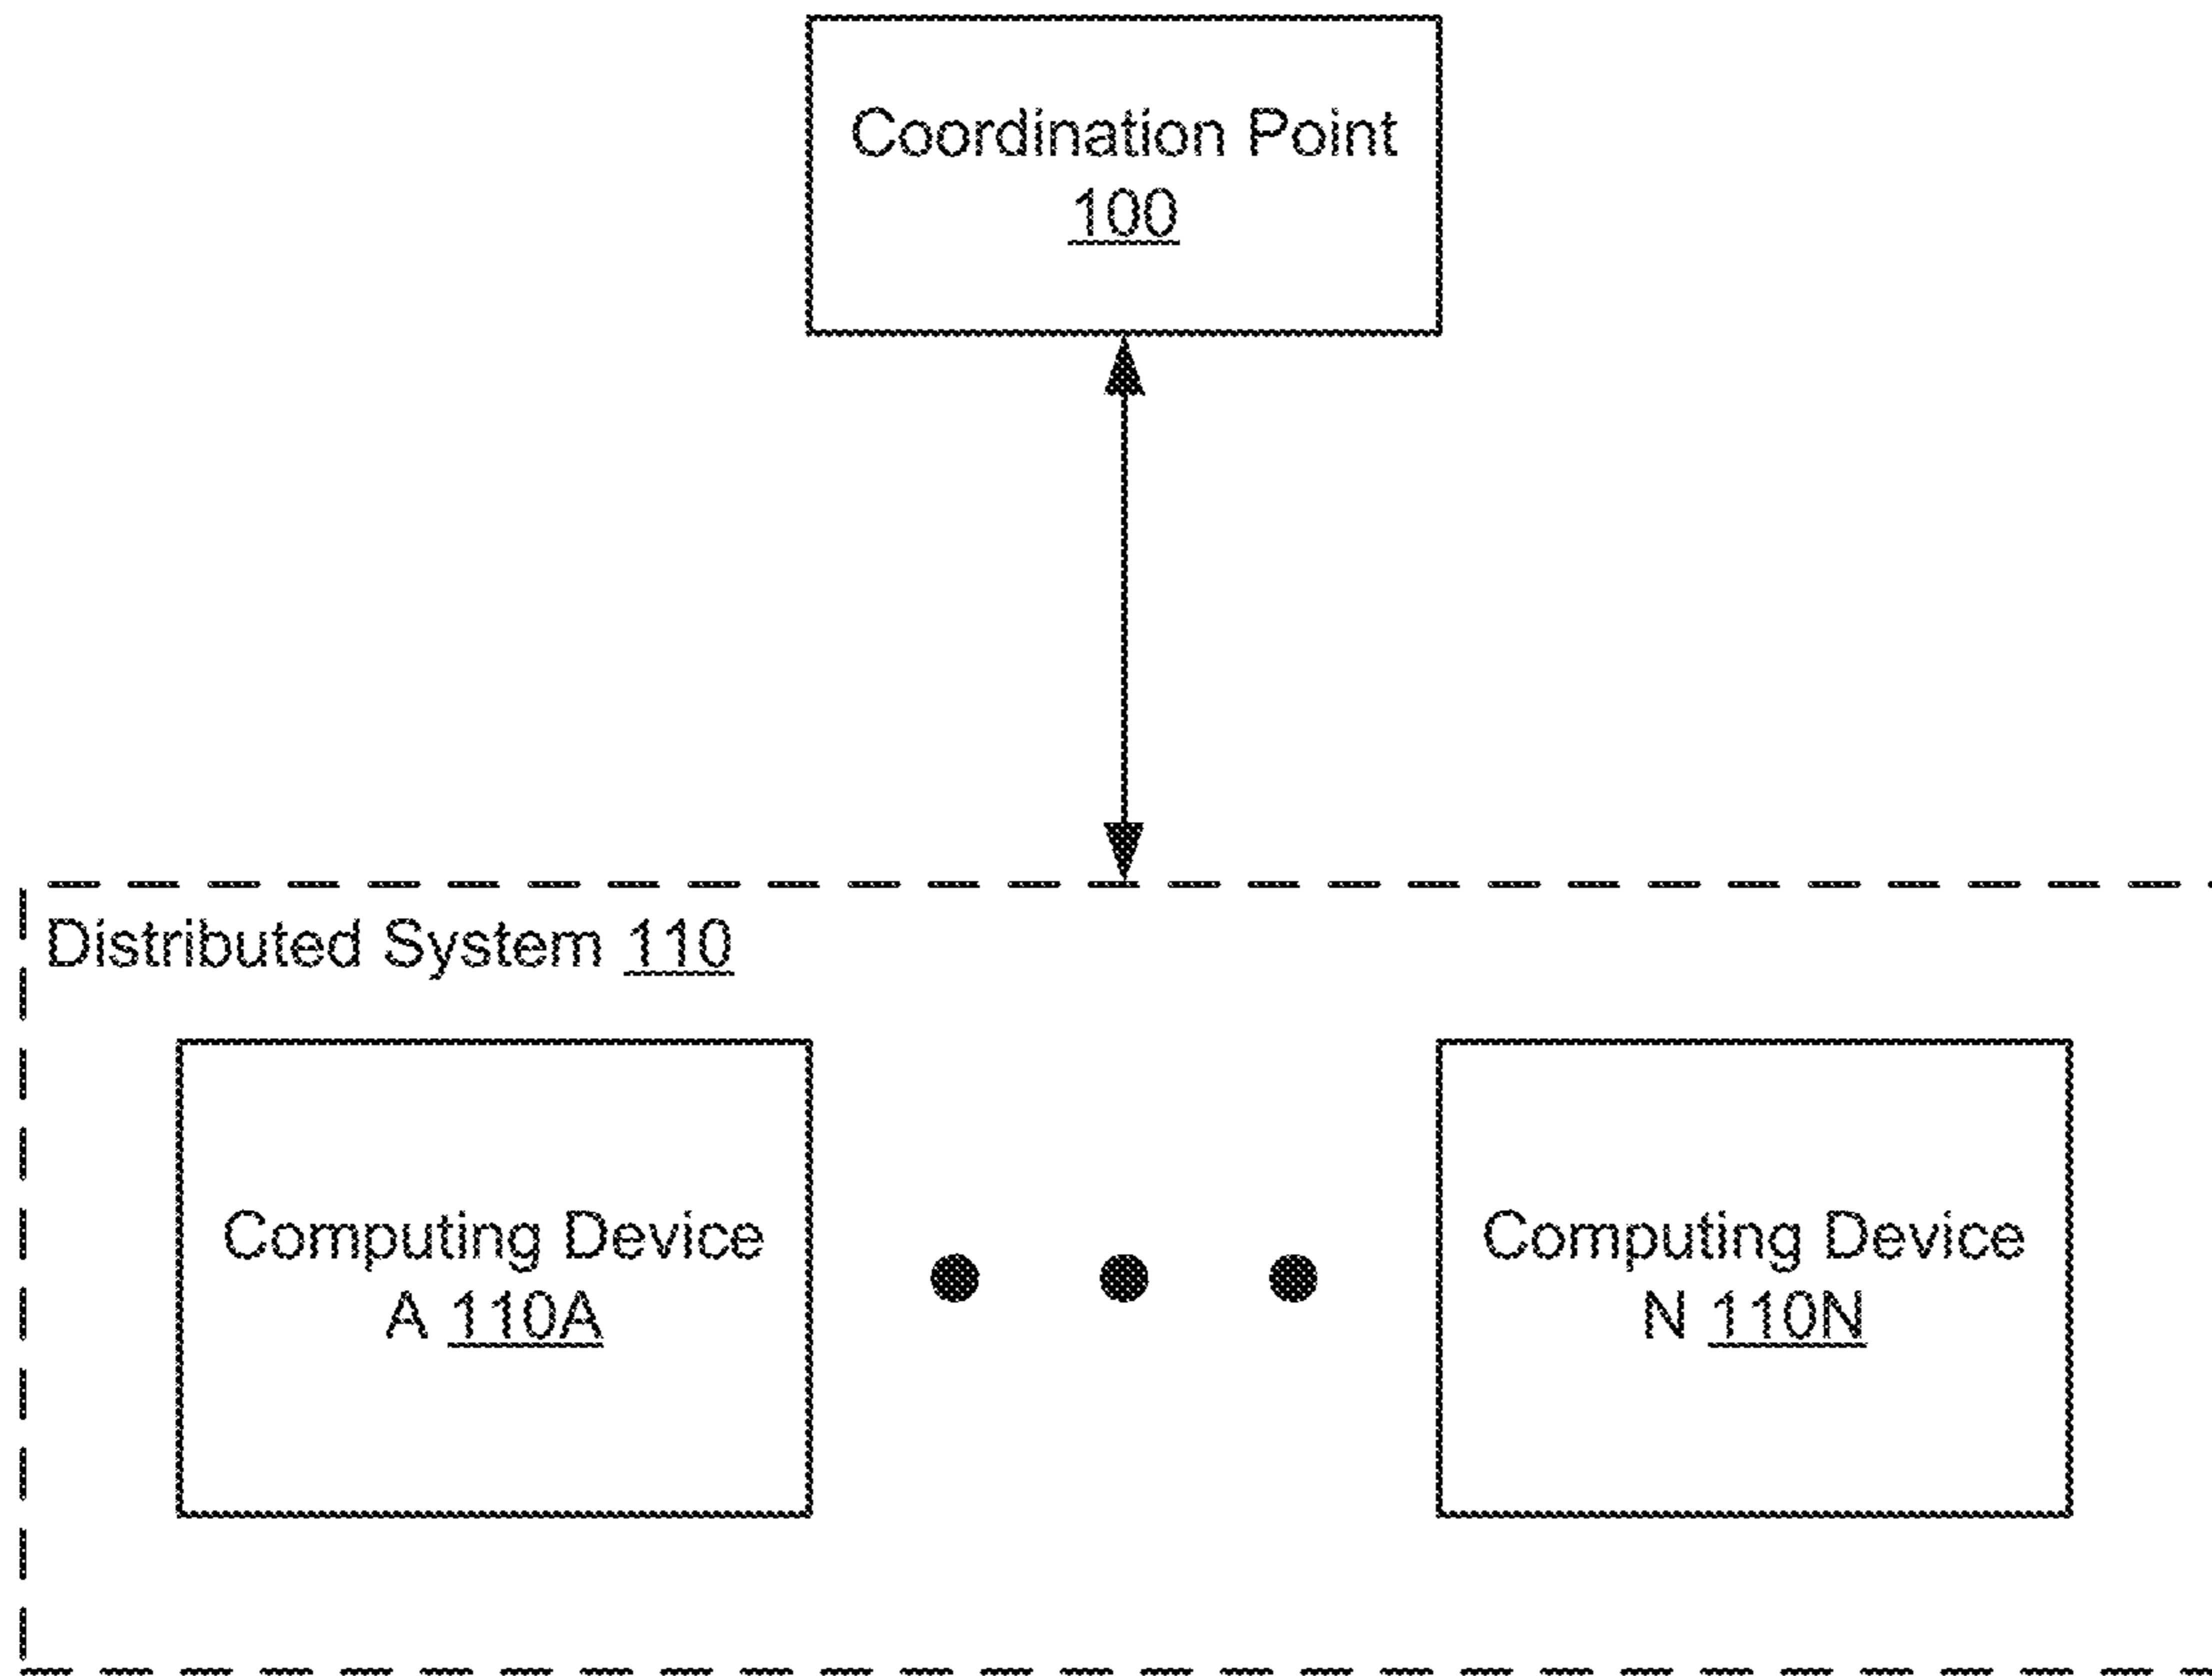 Coordination Point
100
Distributed System 110
Computing Device
A 110A
Computing Device
N 110N